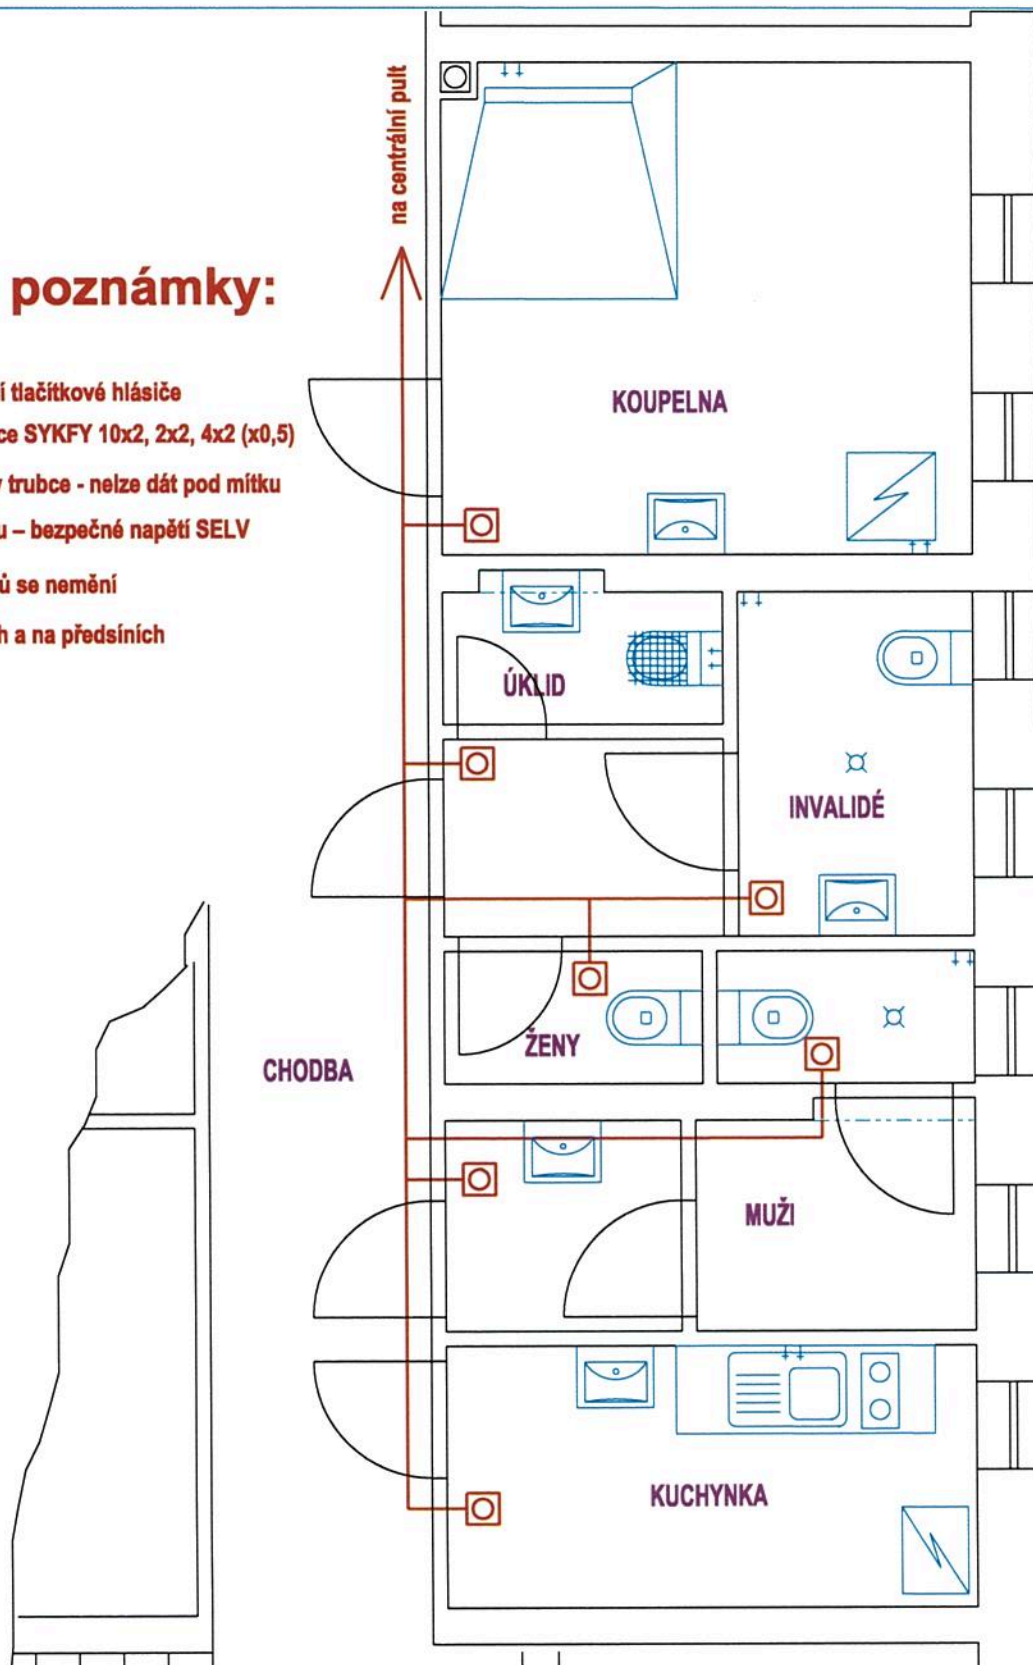 na centrální pult
poznámky:
í tlačítkové hlásiče
ce SYKFY 10x2, 2x2, 4x2 (x0,5)
trubce - nelze dát pod mítku
u – bezpečné napětí SELV
ů se nemění
h a na předsíních
KOUPELNA
ÚKLID
INVALIDÉ
ŽENY
CHODBA
MUŽI
KUCHYNKA